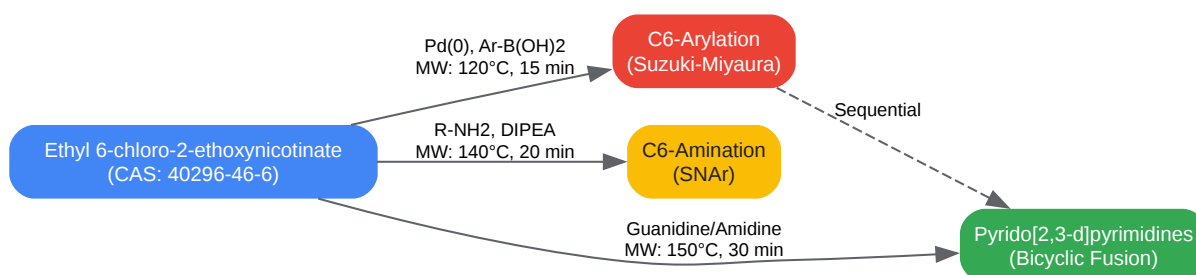 Pd(0), Ar-B(OH)2
MW: 120°C, 15 min
C6-Arylation
(Suzuki-Miyaura)
Sequential
Ethyl 6-chloro-2-ethoxynicotinate
(CAS: 40296-46-6)
R-NH2, DIPEA
MW: 140°C, 20 min
C6-Amination
(SNAr)
Guanidine/Amidine
MW: 150°C, 30 min
Pyrido[2,3-d]pyrimidines
(Bicyclic Fusion)